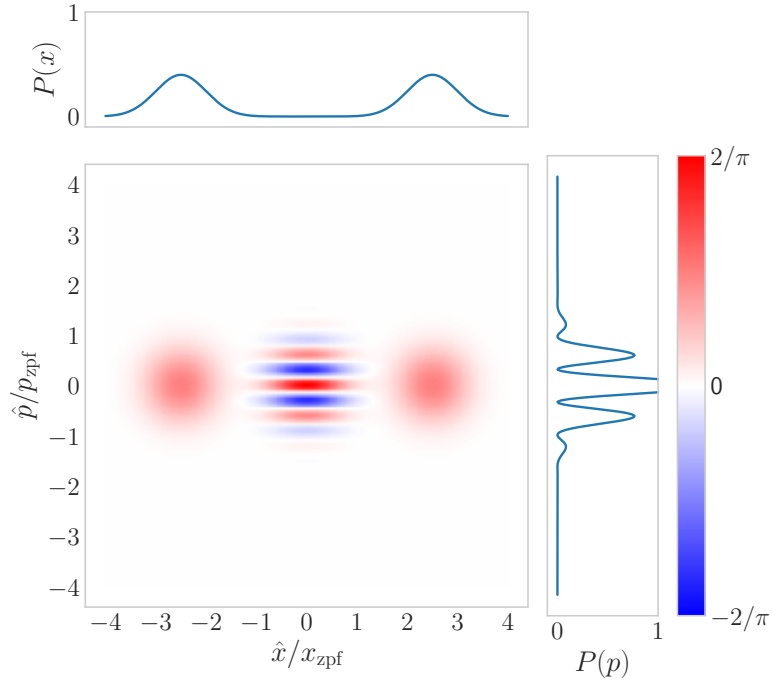 1
P(x)
0
4
3
2
1
0
−1
−2
−3
−4
p̂/p_zpf
−4 −3 −2 −1 0 1 2 3 4
x̂/x_zpf
0 1
P(p)
2/π
0
−2/π